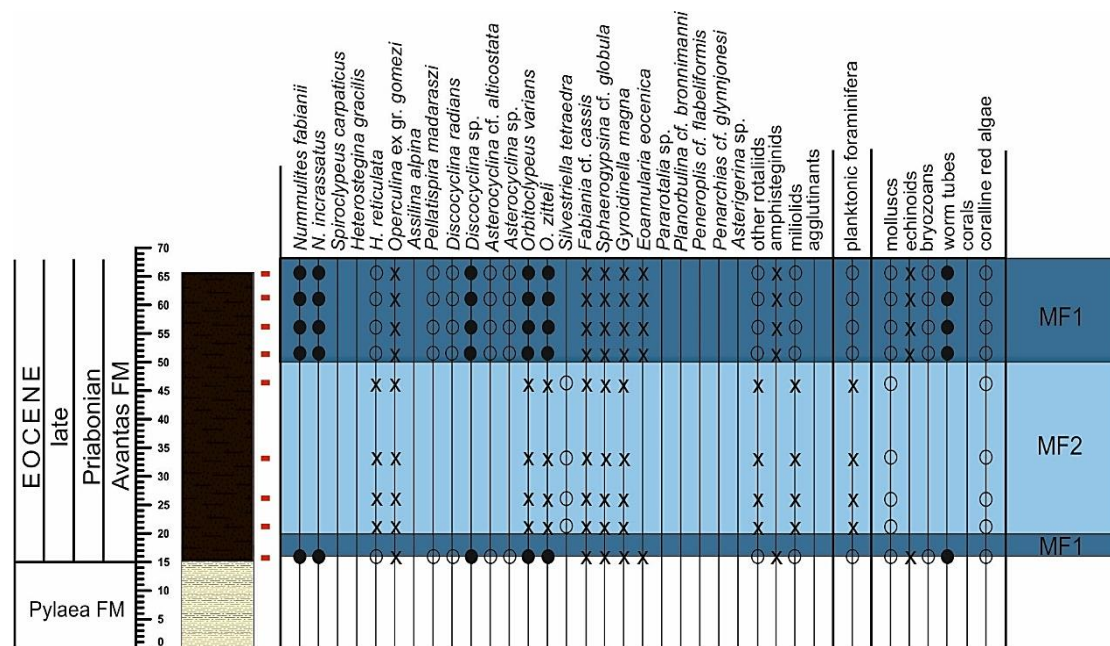 Nummulites fabianii
N. incrassatus
Spiroclypeus carpaticus
Heterostegina gracilis
H. reticulata
Operculina ex gr. gomezi
Assilina alpina
Pellatispira madaraszi
Discocyclina radians
Discocyclina sp.
Asterocyclina cf. alticostata
Asterocyclina sp.
Orbitoclypeus varians
O. zitteli
Silvestriella tetraedra
Fabiania cf. cassis
Sphaerogypsina cf. globula
Gyroidinella magna
Eoannularia eocenica
Pararotalia sp.
Planorbulina cf. bronnimanni
Peneroplis cf. flabeliformis
Penarchias cf. glynnjonesi
Asterigerina sp.
other rotaliids
amphisteginids
miliolids
agglutinants
planktonic foraminifera
molluscs
echinoids
bryozoans
worm tubes
corals
coralline red algae
EOCENE
late
Priabonian
Avantas FM
Pylaea FM
70
65
60
55
50
45
40
35
30
25
20
15
10
5
0
MF1
MF2
MF1